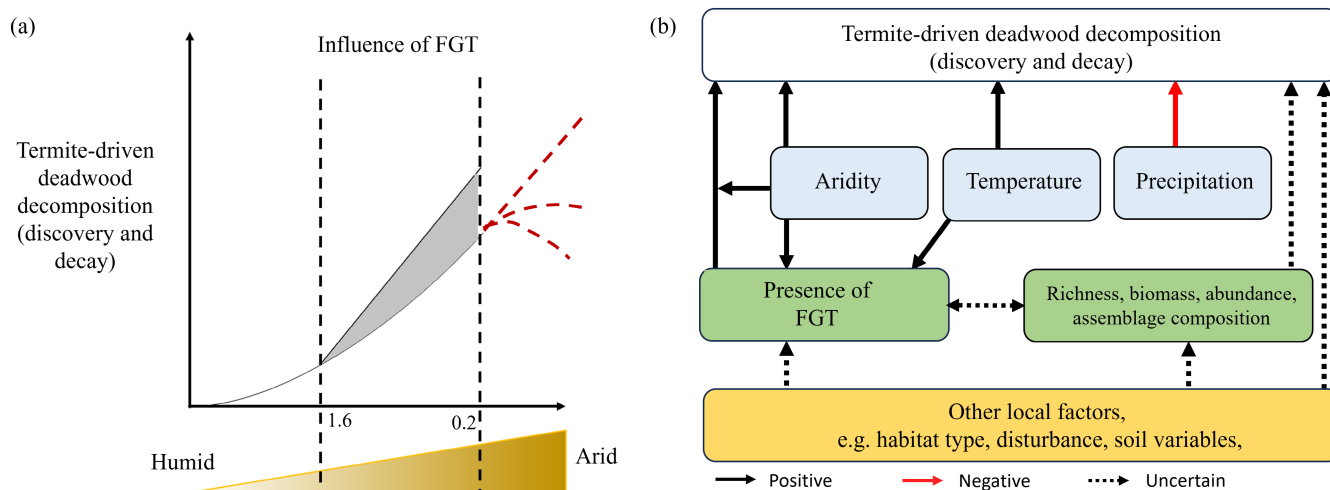 (a)
Influence of FGT
Termite-driven
deadwood
decomposition
(discovery and
decay)
1.6
0.2
Humid
Arid
(b)
Termite-driven deadwood decomposition
(discovery and decay)
Aridity
Temperature
Precipitation
Presence of
FGT
Richness, biomass, abundance,
assemblage composition
Other local factors,
e.g. habitat type, disturbance, soil variables,
Positive
Negative
Uncertain